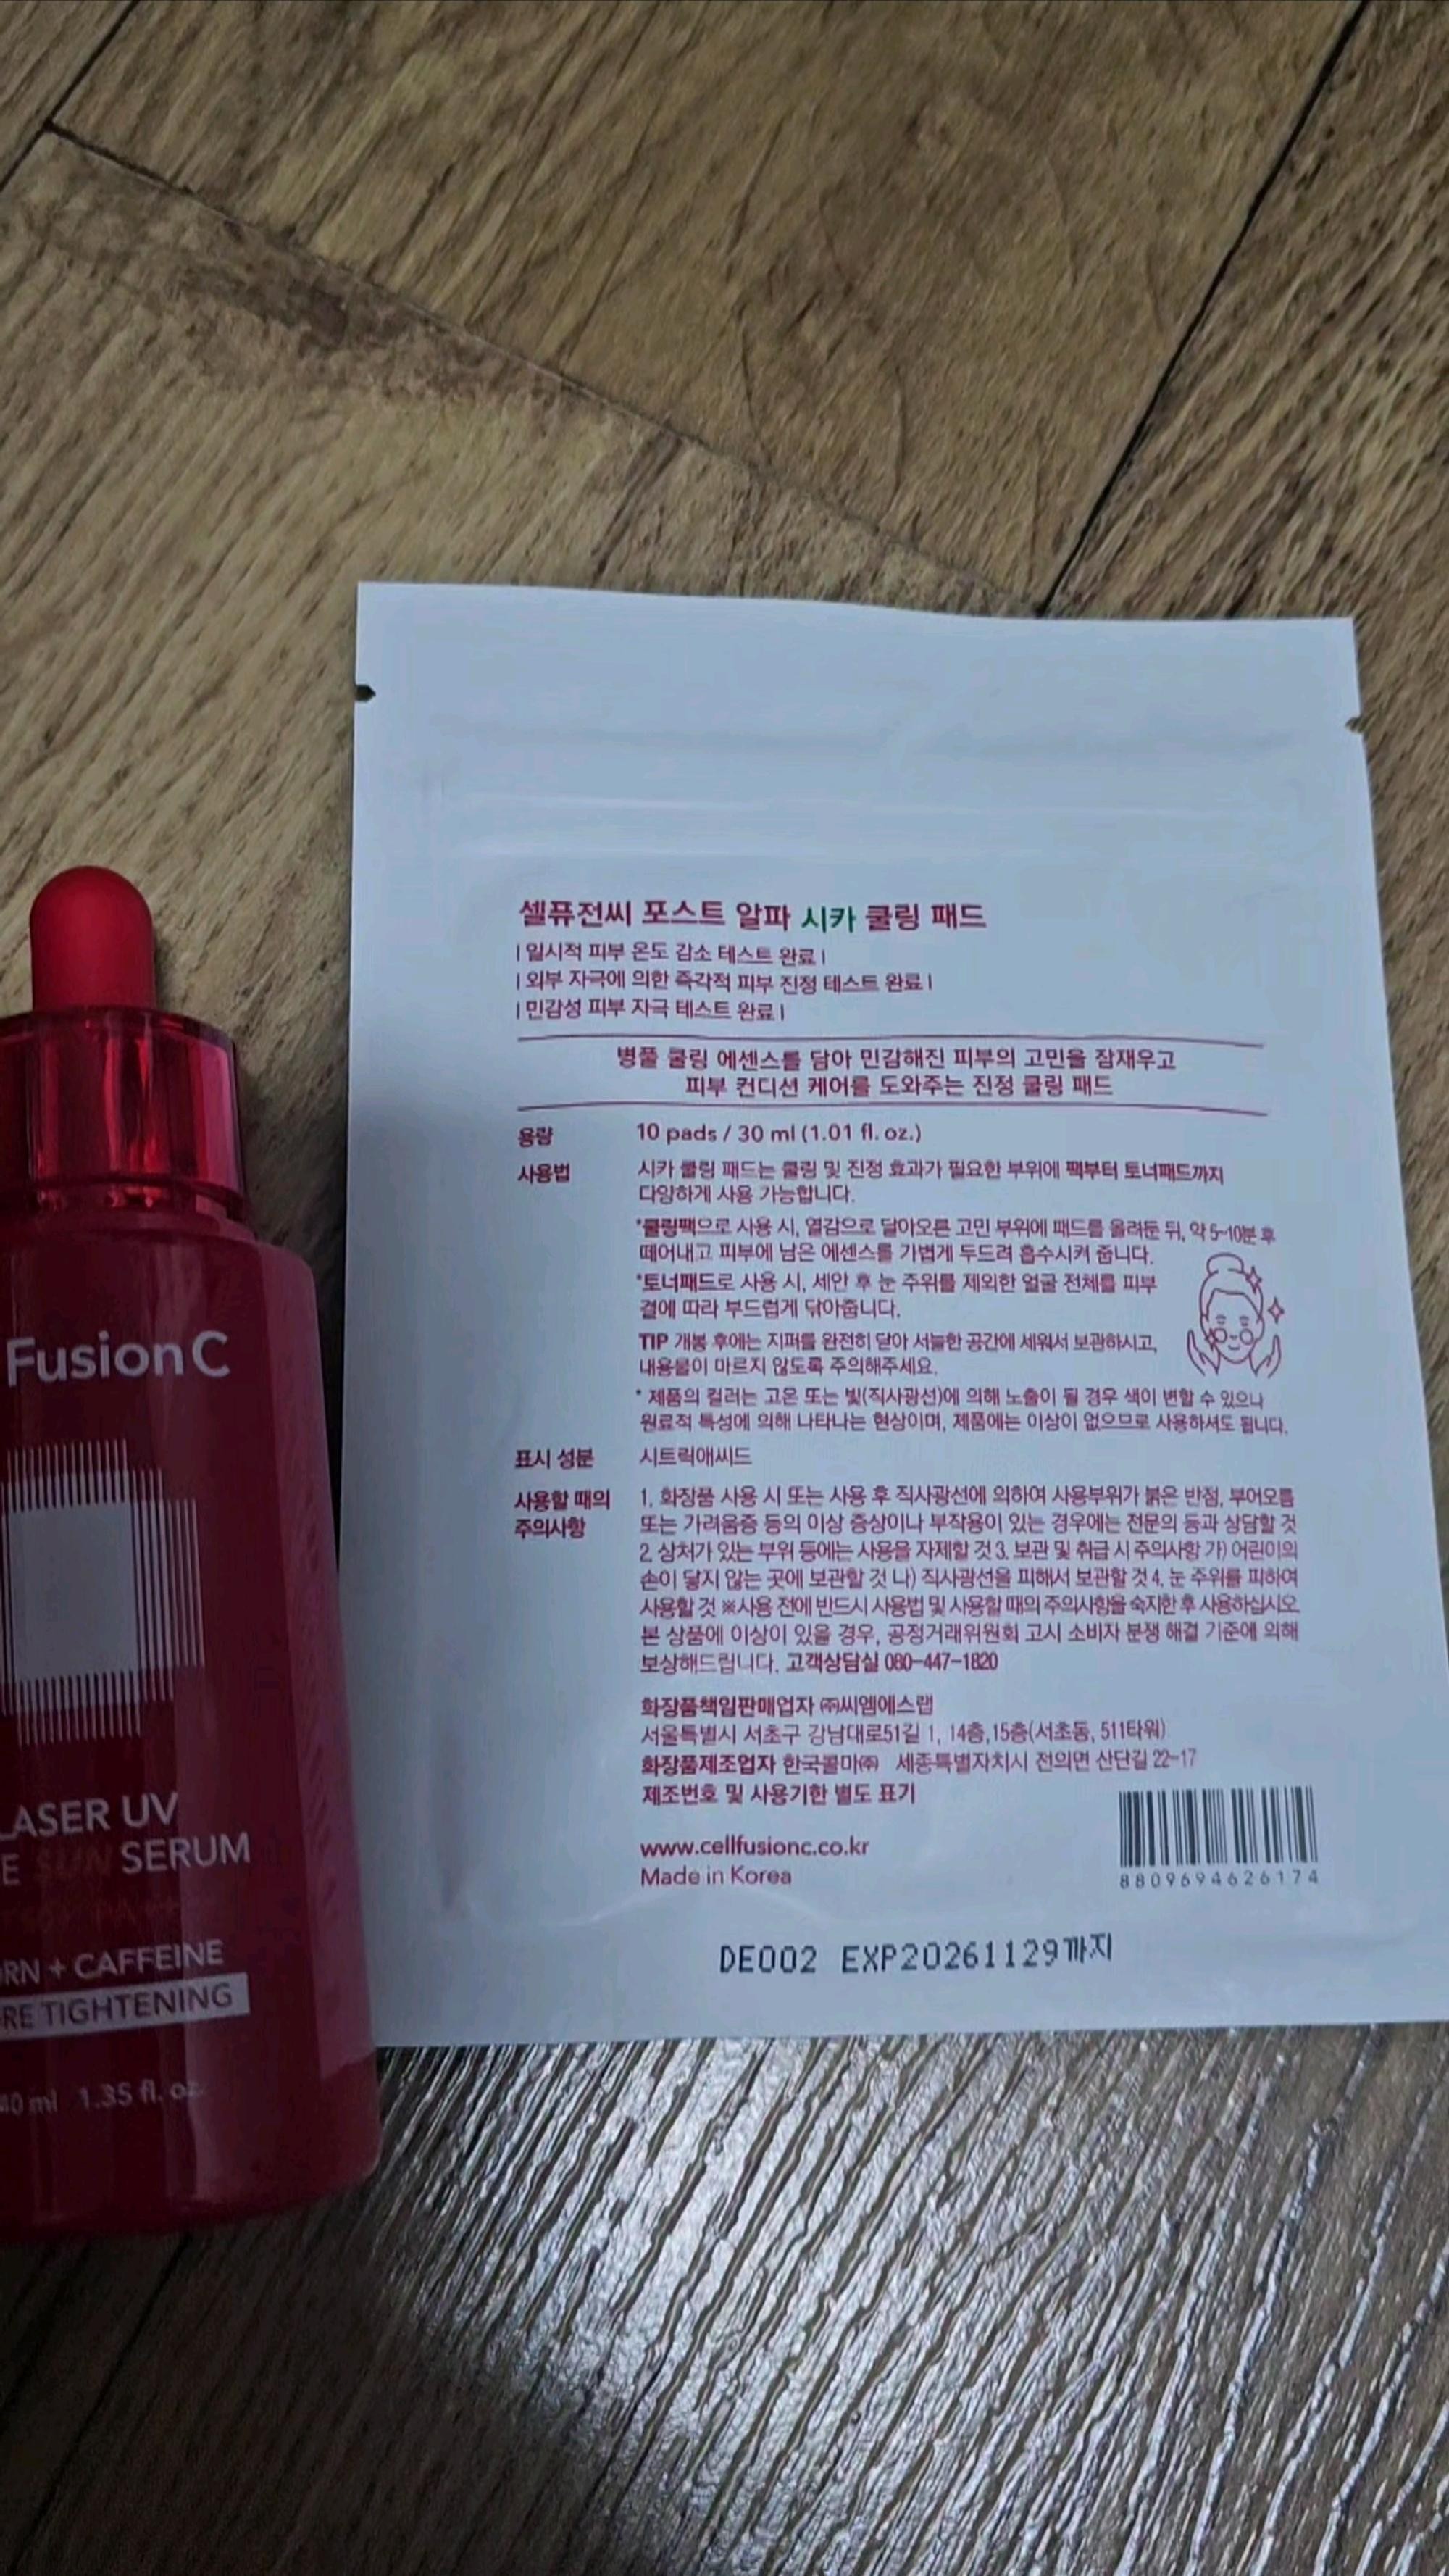 셀퓨전씨 포스트 알파 시카 쿨링 패드
| 일시적 피부 온도 감소 테스트 완료 |
| 외부 자극에 의한 즉각적 피부 진정 테스트 완료 |
| 민감성 피부 자극 테스트 완료 |
병풀 쿨링 에센스를 담아 민감해진 피부의 고민을 잠재우고
피부 컨디션 케어를 도와주는 진정 쿨링 패드
용량 10 pads / 30 ml (1.01 fl. oz.)
사용법 시카 쿨링 패드는 쿨링 및 진정 효과가 필요한 부위에 팩부터 토너패드까지
다양하게 사용 가능합니다.
*쿨링팩으로 사용 시, 열감으로 달아오른 고민 부위에 패드를 올려둔 뒤, 약 5~10분 후
떼어내고 피부에 남은 에센스를 가볍게 두드려 흡수시켜 줍니다.
*토너패드로 사용 시, 세안 후 눈 주위를 제외한 얼굴 전체를 피부
결에 따라 부드럽게 닦아줍니다.
TIP 개봉 후에는 지퍼를 완전히 닫아 서늘한 공간에 세워서 보관하시고,
내용물이 마르지 않도록 주의해주세요.
* 제품의 컬러는 고온 또는 빛(직사광선)에 의해 노출이 될 경우 색이 변할 수 있으나
원료적 특성에 의해 나타나는 현상이며, 제품에는 이상이 없으므로 사용하셔도 됩니다.
표시 성분 시트릭애씨드
사용할 때의 1. 화장품 사용 시 또는 사용 후 직사광선에 의하여 사용부위가 붉은 반점, 부어오름
주의사항 또는 가려움증 등의 이상 증상이나 부작용이 있는 경우에는 전문의 등과 상담할 것
2. 상처가 있는 부위 등에는 사용을 자제할 것 3. 보관 및 취급 시 주의사항 가) 어린이의
손이 닿지 않는 곳에 보관할 것 나) 직사광선을 피해서 보관할 것 4. 눈 주위를 피하여
사용할 것 ※사용 전에 반드시 사용법 및 사용할 때의 주의사항을 숙지한 후 사용하십시오.
본 상품에 이상이 있을 경우, 공정거래위원회 고시 소비자 분쟁 해결 기준에 의해
보상해드립니다. 고객상담실 080-447-1820
화장품책임판매업자 ㈜씨엠에스랩
서울특별시 서초구 강남대로51길 1, 14층,15층(서초동, 511타워)
화장품제조업자 한국콜마㈜ 세종특별자치시 전의면 산단길 22-17
제조번호 및 사용기한 별도 표기
www.cellfusionc.co.kr
Made in Korea
8809694626174
DE002 EXP20261129까지
Fusion C
LASER UV
E SUN SERUM
RN + CAFFEINE
RE TIGHTENING
40 ml 1.35 fl. oz.